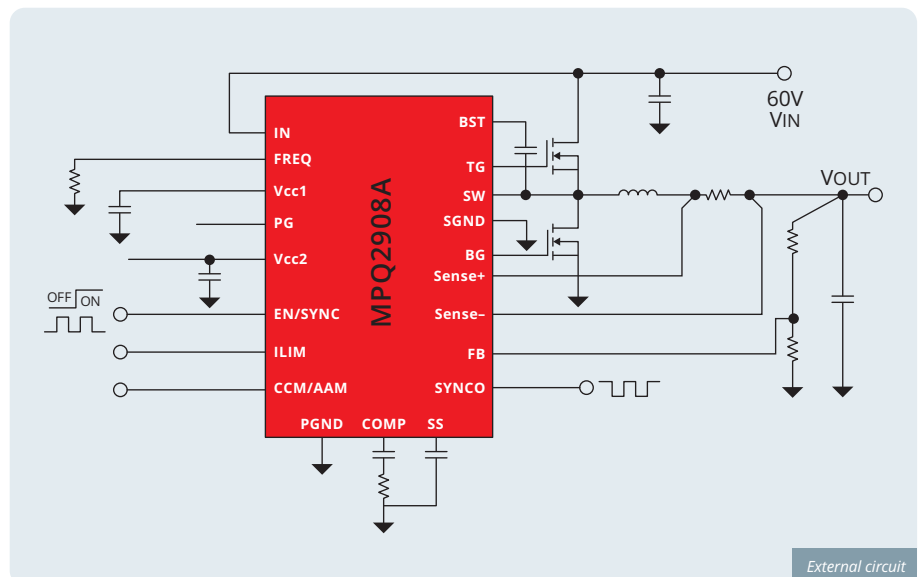 60V
VIN
IN
FREQ
Vcc1
PG
Vcc2
EN/SYNC
ILIM
CCM/AAM
OFF ON
MPQ2908A
BST
TG
SW
SGND
BG
Sense+
Sense–
FB
SYNCO
PGND COMP SS
VOUT
External circuit